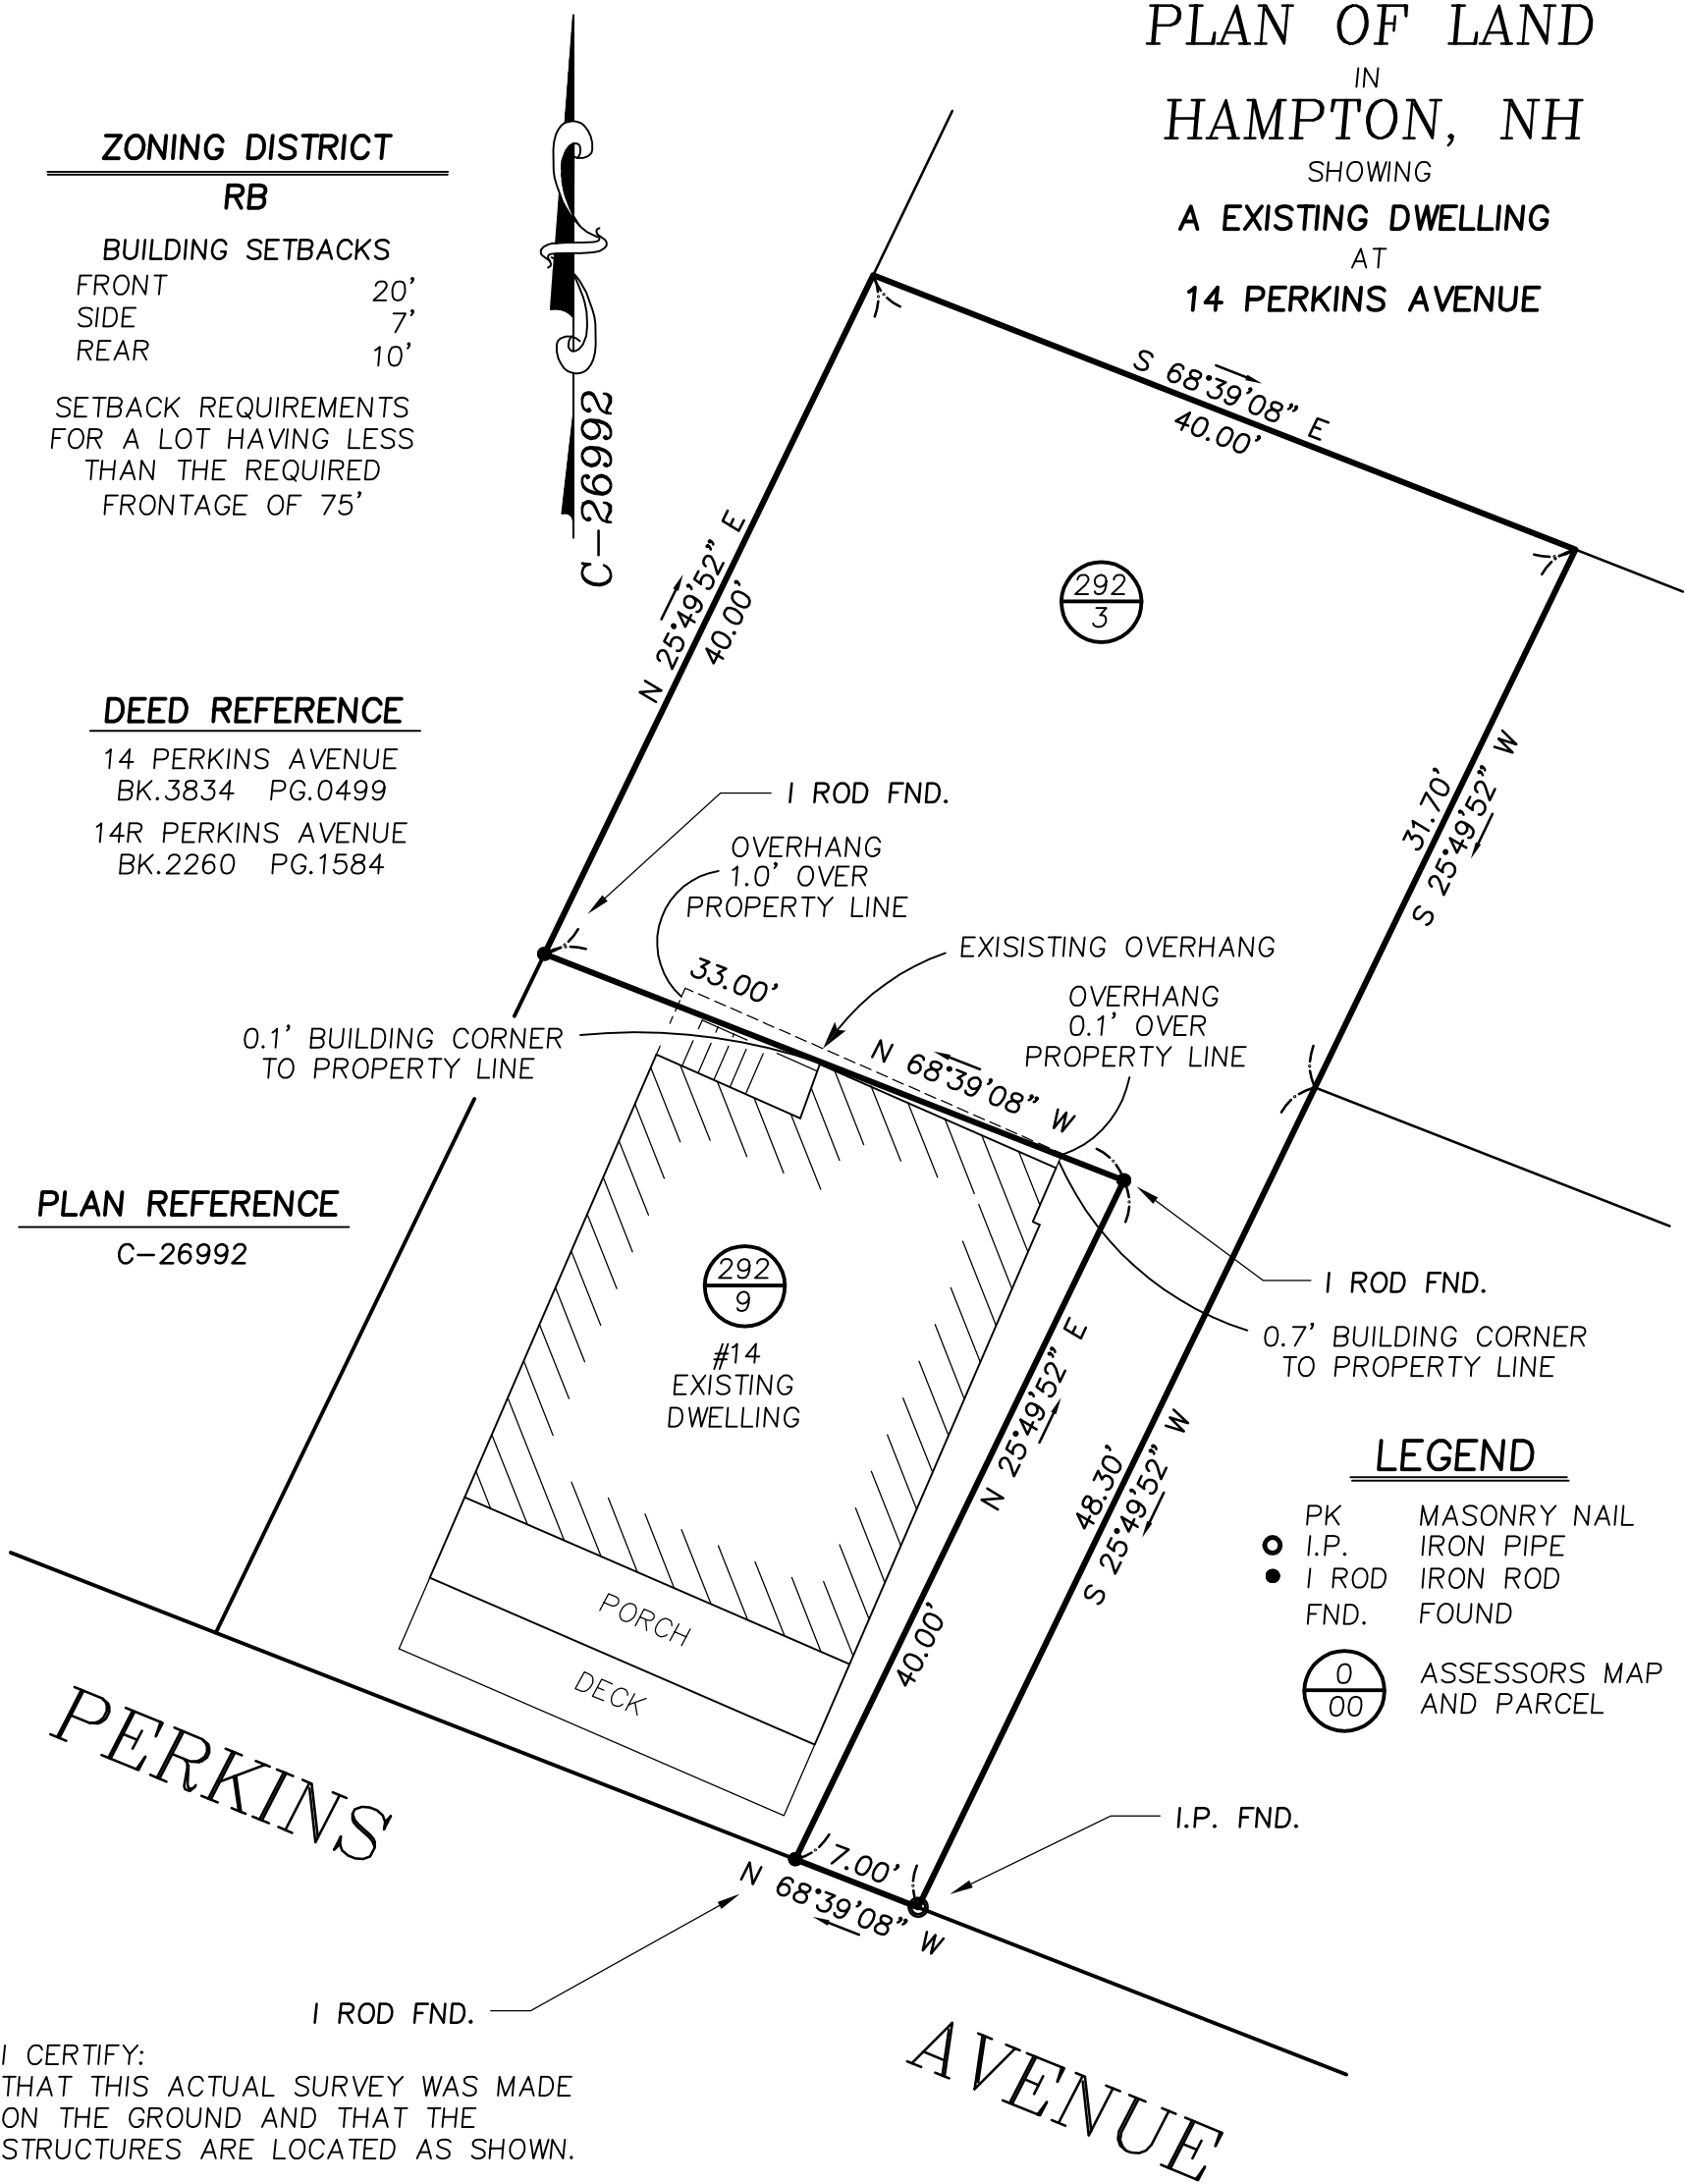 PLAN OF LAND
IN
HAMPTON, NH
SHOWING
A EXISTING DWELLING
AT
14 PERKINS AVENUE
ZONING DISTRICT
RB
BUILDING SETBACKS
FRONT 20'
SIDE 7'
REAR 10'
SETBACK REQUIREMENTS
FOR A LOT HAVING LESS
THAN THE REQUIRED
FRONTAGE OF 75'
C-26992
S 68°39'08" E
40.00'
N 25°49'52" E
40.00'
292
3
DEED REFERENCE
14 PERKINS AVENUE
BK.3834 PG.0499
14R PERKINS AVENUE
BK.2260 PG.1584
31.70'
S 25°49'52" W
I ROD FND.
OVERHANG
1.0' OVER
PROPERTY LINE
EXISISTING OVERHANG
33.00'
OVERHANG
0.1' OVER
PROPERTY LINE
0.1' BUILDING CORNER
TO PROPERTY LINE
N 68°39'08" W
PLAN REFERENCE
C-26992
292
9
#14
EXISTING
DWELLING
I ROD FND.
0.7' BUILDING CORNER
TO PROPERTY LINE
N 25°49'52" E
40.00'
48.30'
S 25°49'52" W
LEGEND
PK MASONRY NAIL
I.P. IRON PIPE
I ROD IRON ROD
FND. FOUND
0
00
ASSESSORS MAP
AND PARCEL
PORCH
DECK
PERKINS
I.P. FND.
7.00'
N 68°39'08" W
I ROD FND.
AVENUE
I CERTIFY:
THAT THIS ACTUAL SURVEY WAS MADE
ON THE GROUND AND THAT THE
STRUCTURES ARE LOCATED AS SHOWN.